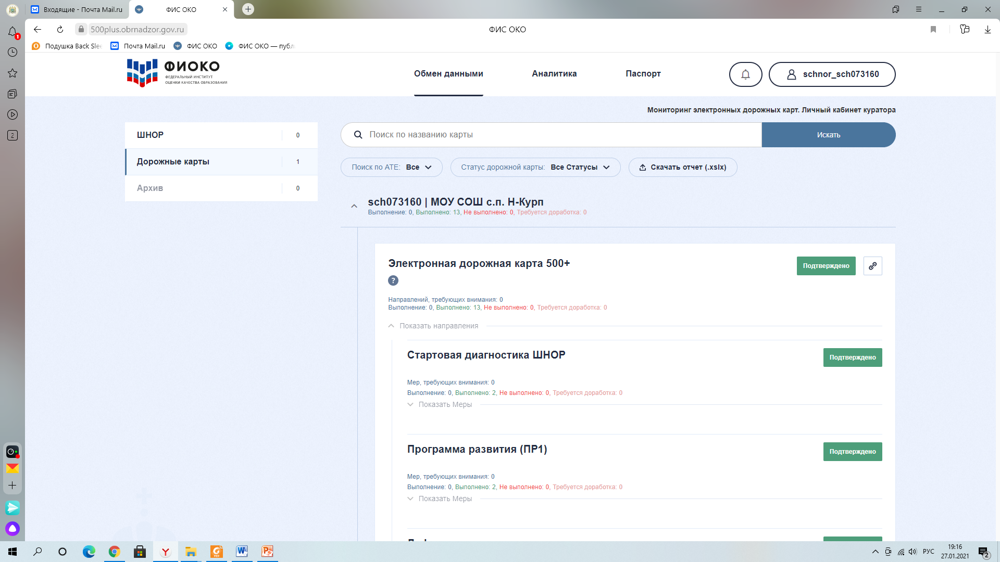 Входящие - Почта Mail.ru
ФИС ОКО
1
500plus.obrnadzor.gov.ru
ФИС ОКО
Подушка Back Slee
Почта Mail.ru
ФИС ОКО
ФИС ОКО — публ
2
ФИОКО
ФЕДЕРАЛЬНЫЙ ИНСТИТУТ
ОЦЕНКИ КАЧЕСТВА ОБРАЗОВАНИЯ
Обмен данными
Аналитика
Паспорт
schnor_sch073160
Мониторинг электронных дорожных карт. Личный кабинет куратора
ШНОР 0
Дорожные карты 1
Архив 0
Поиск по названию карты
Искать
Поиск по АТЕ: Все
Статус дорожной карты: Все Статусы
Скачать отчет (.xslx)
sch073160 | МОУ СОШ с.п. Н-Курп
Выполнение: 0, Выполнено: 13, Не выполнено: 0, Требуется доработка: 0
Электронная дорожная карта 500+
Подтверждено
?
Направлений, требующих внимания: 0
Выполнение: 0, Выполнено: 13, Не выполнено: 0, Требуется доработка: 0
Показать направления
Стартовая диагностика ШНОР
Подтверждено
Мер, требующих внимания: 0
Выполнение: 0, Выполнено: 2, Не выполнено: 0, Требуется доработка: 0
Показать Меры
Программа развития (ПР1)
Подтверждено
Мер, требующих внимания: 0
Выполнение: 0, Выполнено: 2, Не выполнено: 0, Требуется доработка: 0
Показать Меры
РУС
19:16
27.01.2021
2